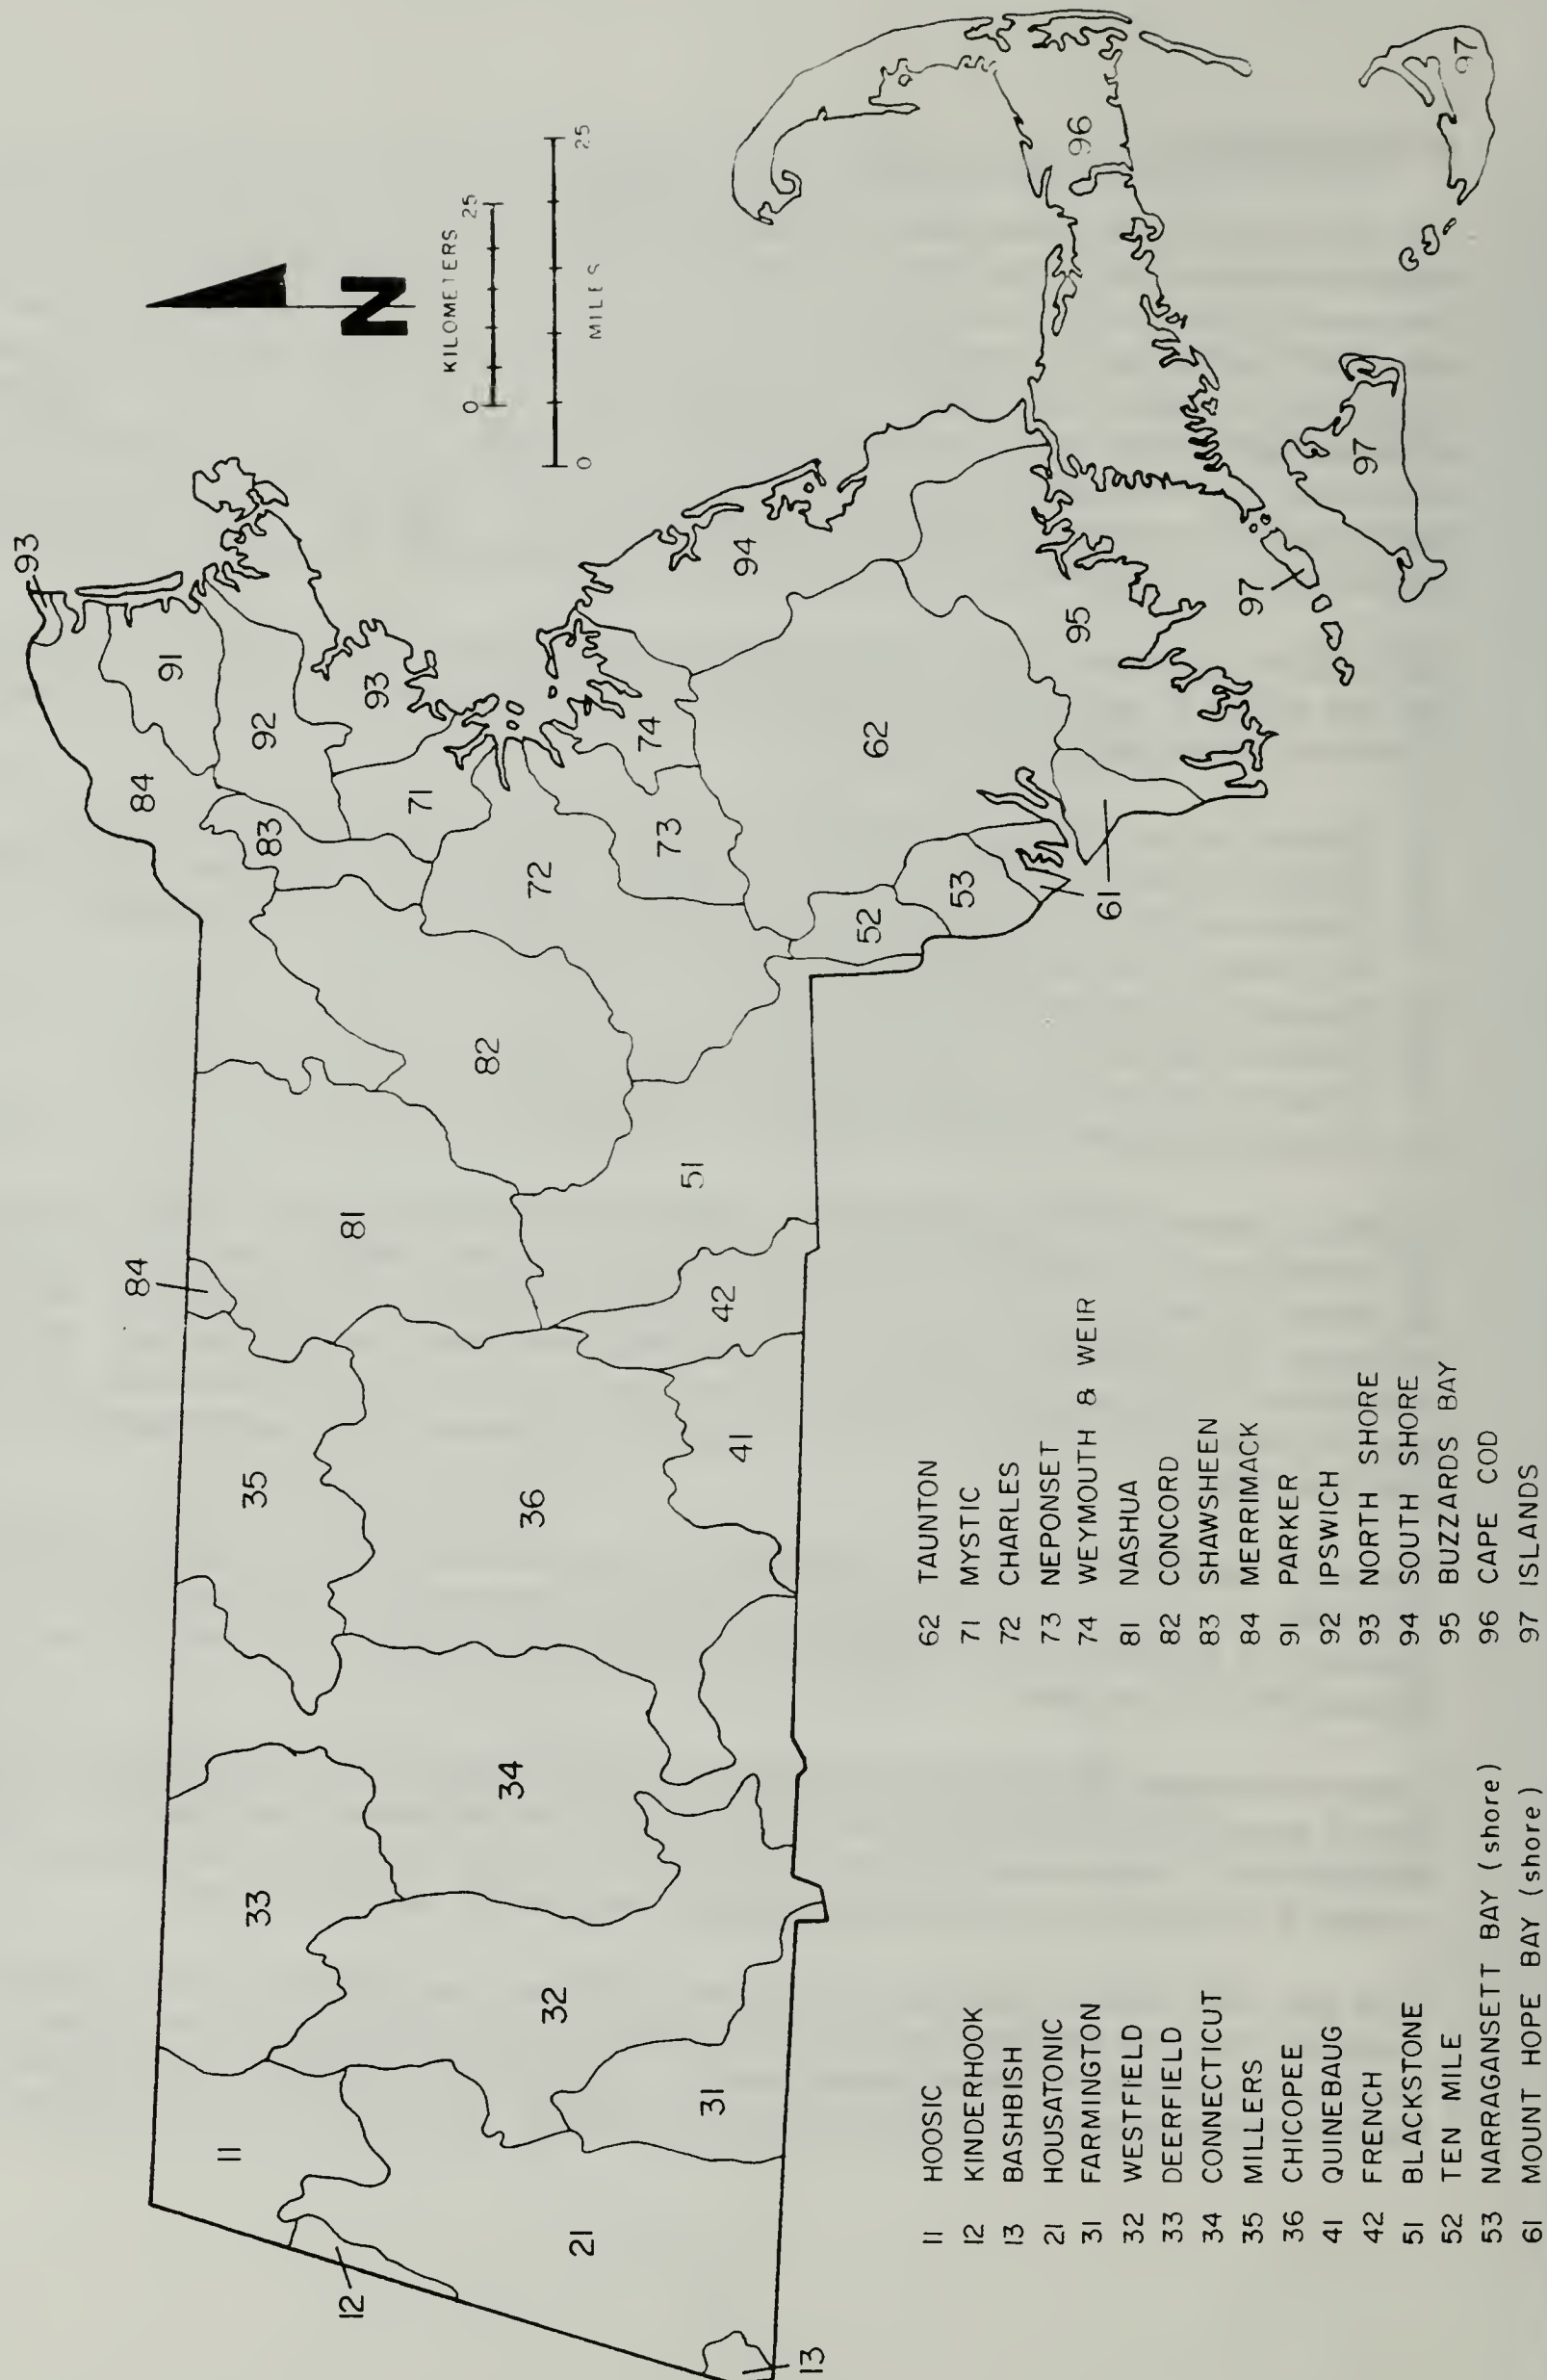 93
84
91
92
83
93
71
84
81
82
72
73
74
94
35
33
11
12
36
34
32
21
13
31
41
42
51
52
53
61
62
95
96
97
97
97
N
KILOMETERS
0 25
0 25
MILES
11 HOOSIC
12 KINDERHOOK
13 BASHBISH
21 HOUSATONIC
31 FARMINGTON
32 WESTFIELD
33 DEERFIELD
34 CONNECTICUT
35 MILLERS
36 CHICOPEE
41 QUINEBAUG
42 FRENCH
51 BLACKSTONE
52 TEN MILE
53 NARRAGANSETT BAY (shore)
61 MOUNT HOPE BAY (shore)
62 TAUNTON
71 MYSTIC
72 CHARLES
73 NEPONSET
74 WEYMOUTH & WEIR
81 NASHUA
82 CONCORD
83 SHAWSHEEN
84 MERRIMACK
91 PARKER
92 IPSWICH
93 NORTH SHORE
94 SOUTH SHORE
95 BUZZARDS BAY
96 CAPE COD
97 ISLANDS